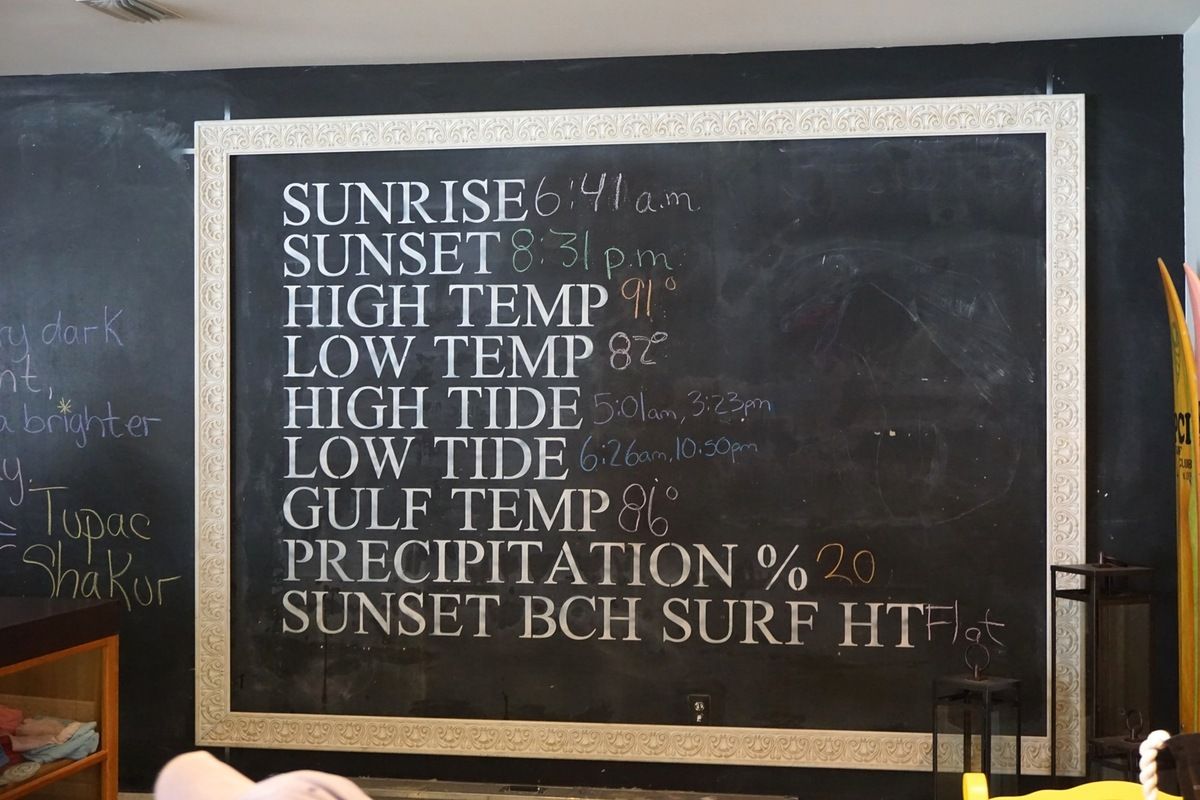 SUNRISE 6:41 a.m.
SUNSET 8:31 p.m.
HIGH TEMP 91°
LOW TEMP 82°
HIGH TIDE 5:01am, 3:23pm
LOW TIDE 6:26am, 10:50pm
GULF TEMP 86°
PRECIPITATION % 20
SUNSET BCH SURF HT Flat
dark
a brighter
Tupac
Shakur